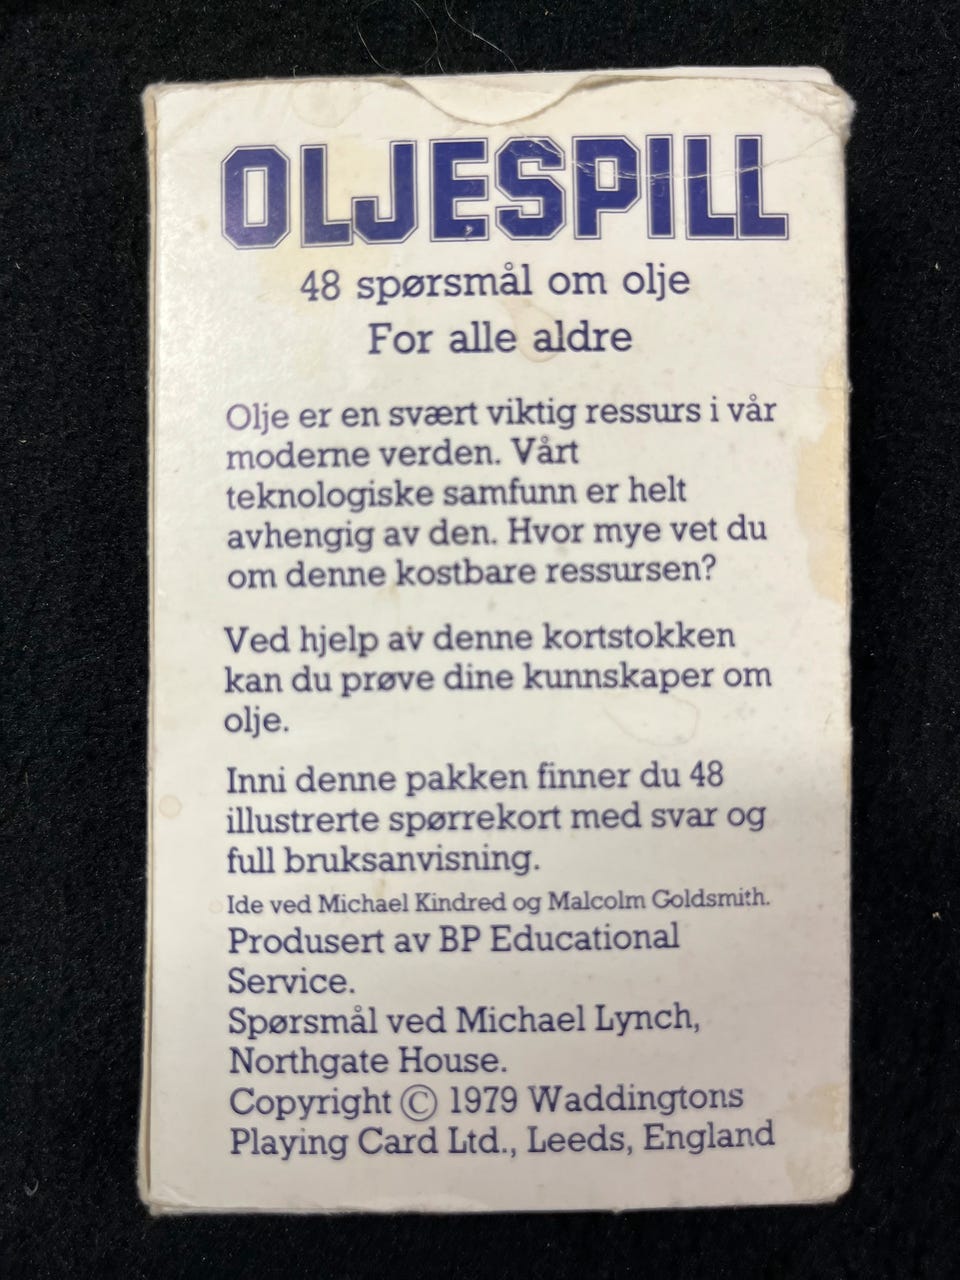 OLJESPILL
48 spørsmål om olje
For alle aldre
Olje er en svært viktig ressurs i vår
moderne verden. Vårt
teknologiske samfunn er helt
avhengig av den. Hvor mye vet du
om denne kostbare ressursen?
Ved hjelp av denne kortstokken
kan du prøve dine kunnskaper om
olje.
Inni denne pakken finner du 48
illustrerte spørrekort med svar og
full bruksanvisning.
Ide ved Michael Kindred og Malcolm Goldsmith.
Produsert av BP Educational
Service.
Spørsmål ved Michael Lynch,
Northgate House.
Copyright © 1979 Waddingtons
Playing Card Ltd., Leeds, England